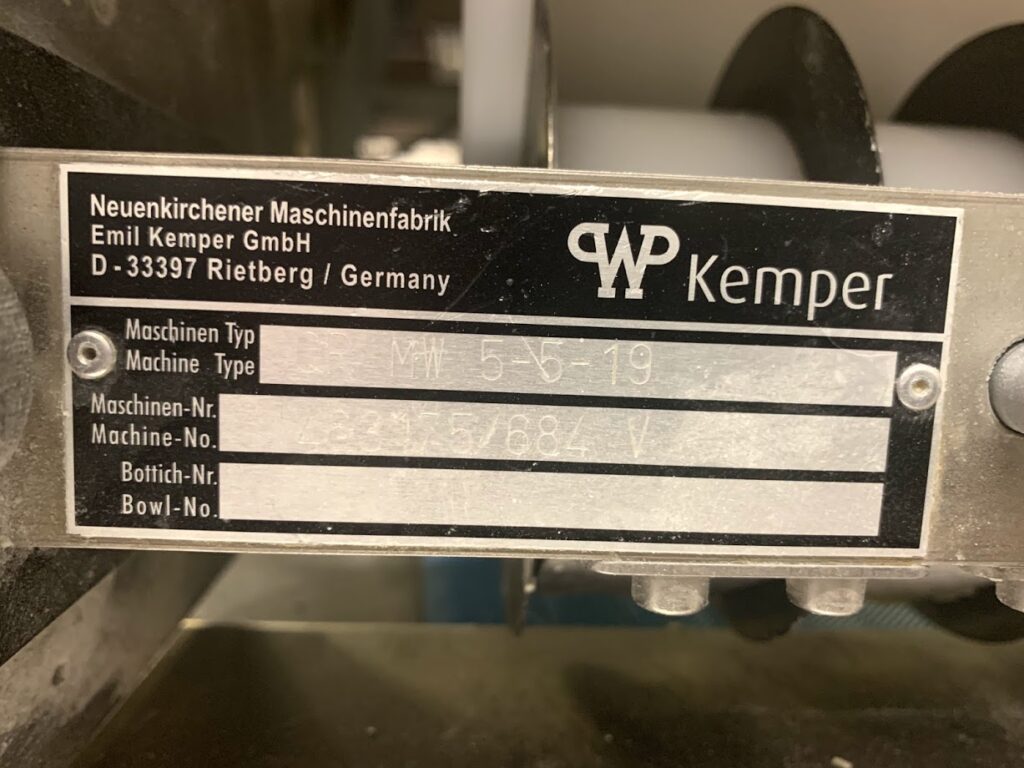 Neuenkirchener Maschinenfabrik
Emil Kemper GmbH
D-33397 Rietberg / Germany
WP Kemper
Maschinen Typ
Machine Type
MW 5-5-19
Maschinen-Nr.
Machine-No.
V
Bottich-Nr.
Bowl-No.